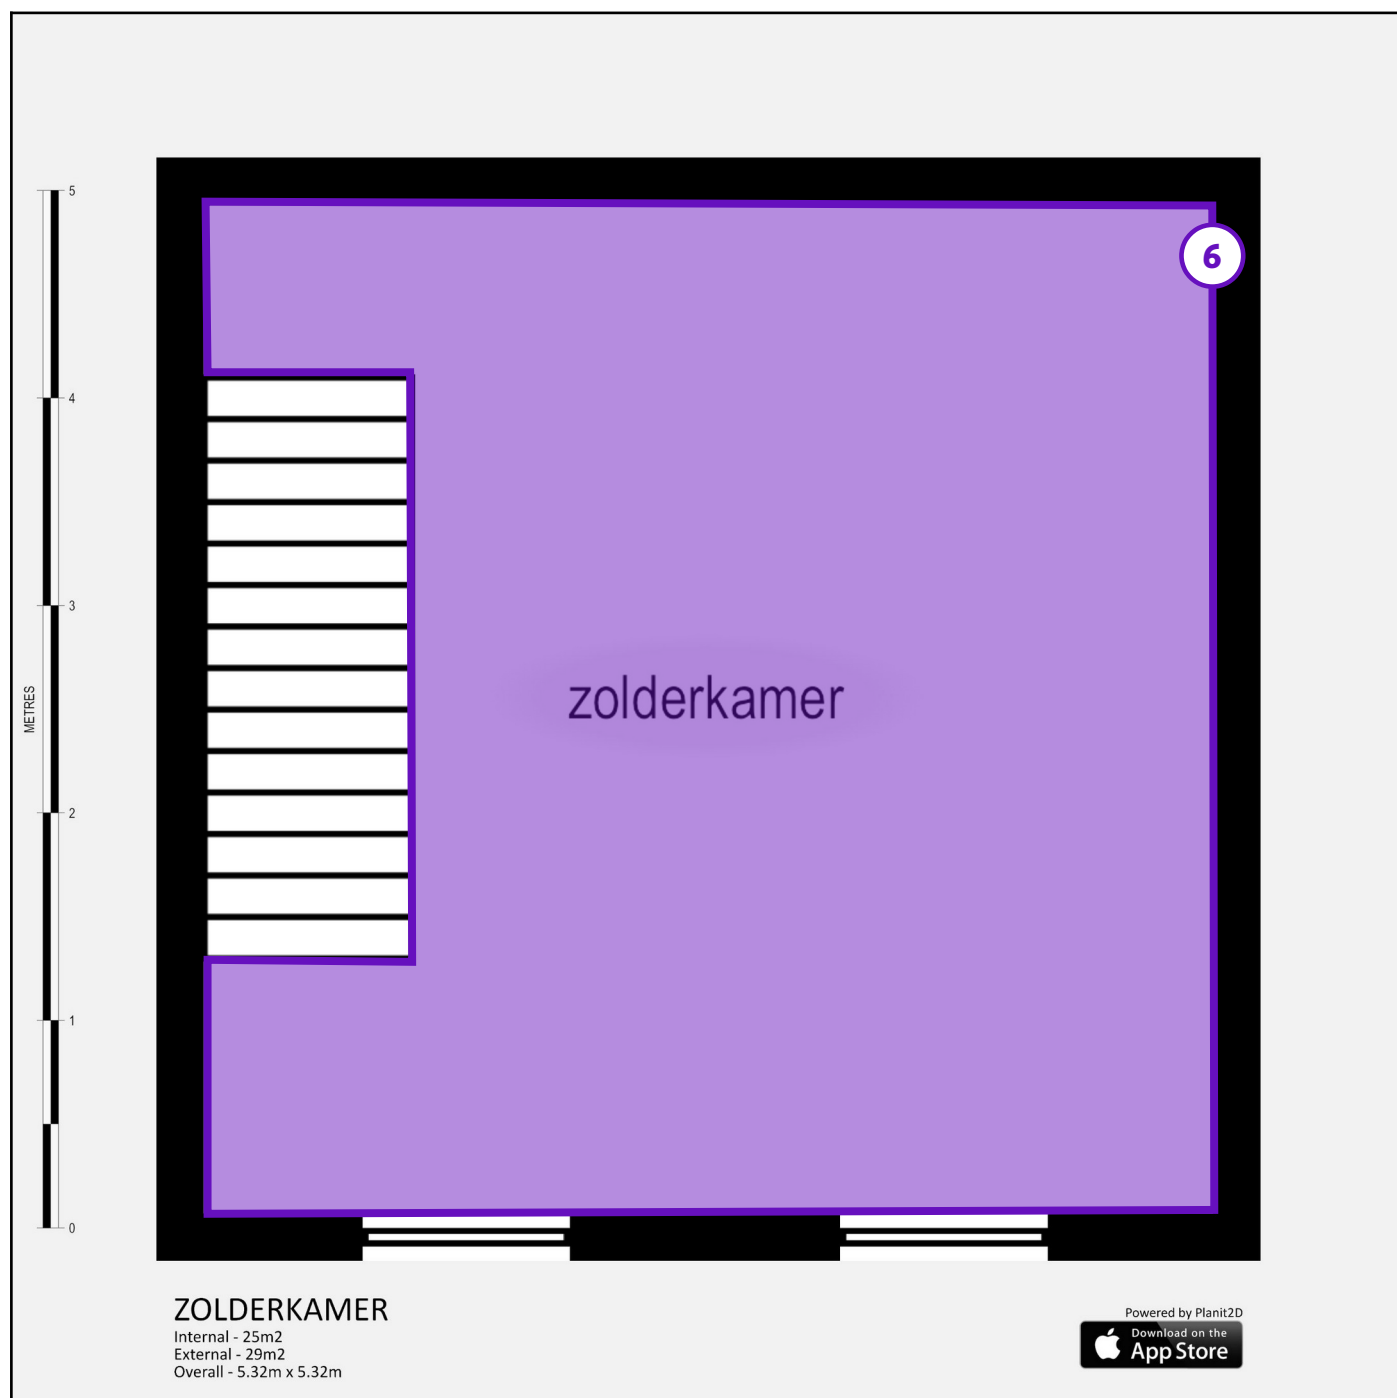 6
5
4
3
2
1
0
METRES
zolderkamer
ZOLDERKAMER
Internal - 25m2
External - 29m2
Overall - 5.32m x 5.32m
Powered by Planit2D
Download on the
App Store